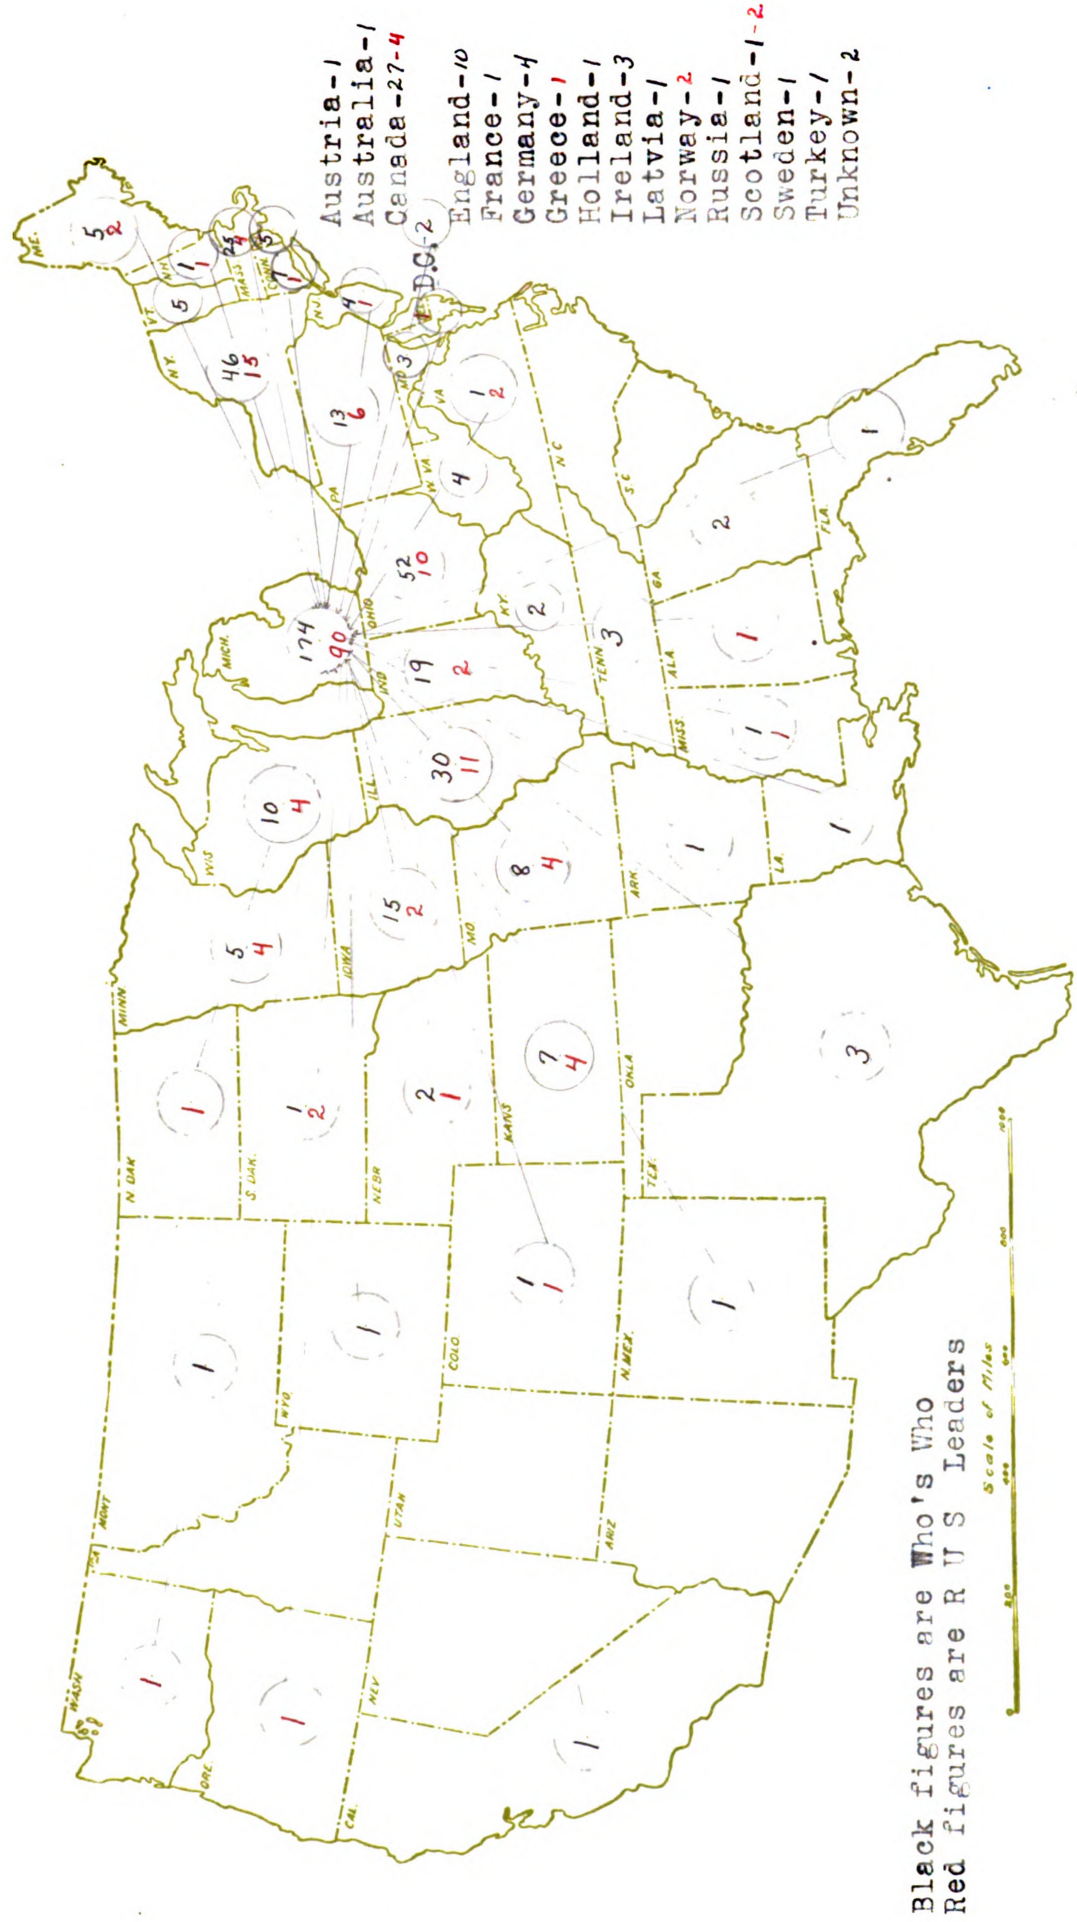 WASH
1
ORE.
1
CAL.
1
NEV
IDA
MONT
1
WYO.
1
UTAH
ARIZ
COLO.
1
1
N.MEX.
1
N DAK
1
S. DAK.
1
2
NEBR
2
1
KANS
7
4
OKLA
TEX.
3
MINN
5
4
IOWA
15
2
MO.
8
4
ARK.
1
LA.
1
WIS
10
4
ILL.
30
11
MICH.
174
90
IND
19
2
OHIO
52
10
KY.
2
TENN
3
MISS.
1
1
ALA
1
GA
2
FLA.
1
S.C
N C
VA
1
2
W.VA
4
MD
3
PA
13
6
N.J.
4
1
N.Y.
46
15
VT.
5
N.H.
1
1
ME.
5
2
MASS
25
4
CONN
1
D.C.-2
Austria-1
Australia-1
Canada-27-4
England-10
France-1
Germany-4
Greece-1
Holland-1
Ireland-3
Latvia-1
Norway-2
Russia-1
Scotland-1-2
Sweden-1
Turkey-1
Unknown-2
Black figures are Who's Who
Red figures are R U S Leaders
Scale of Miles
0 200 400 600 800 1000